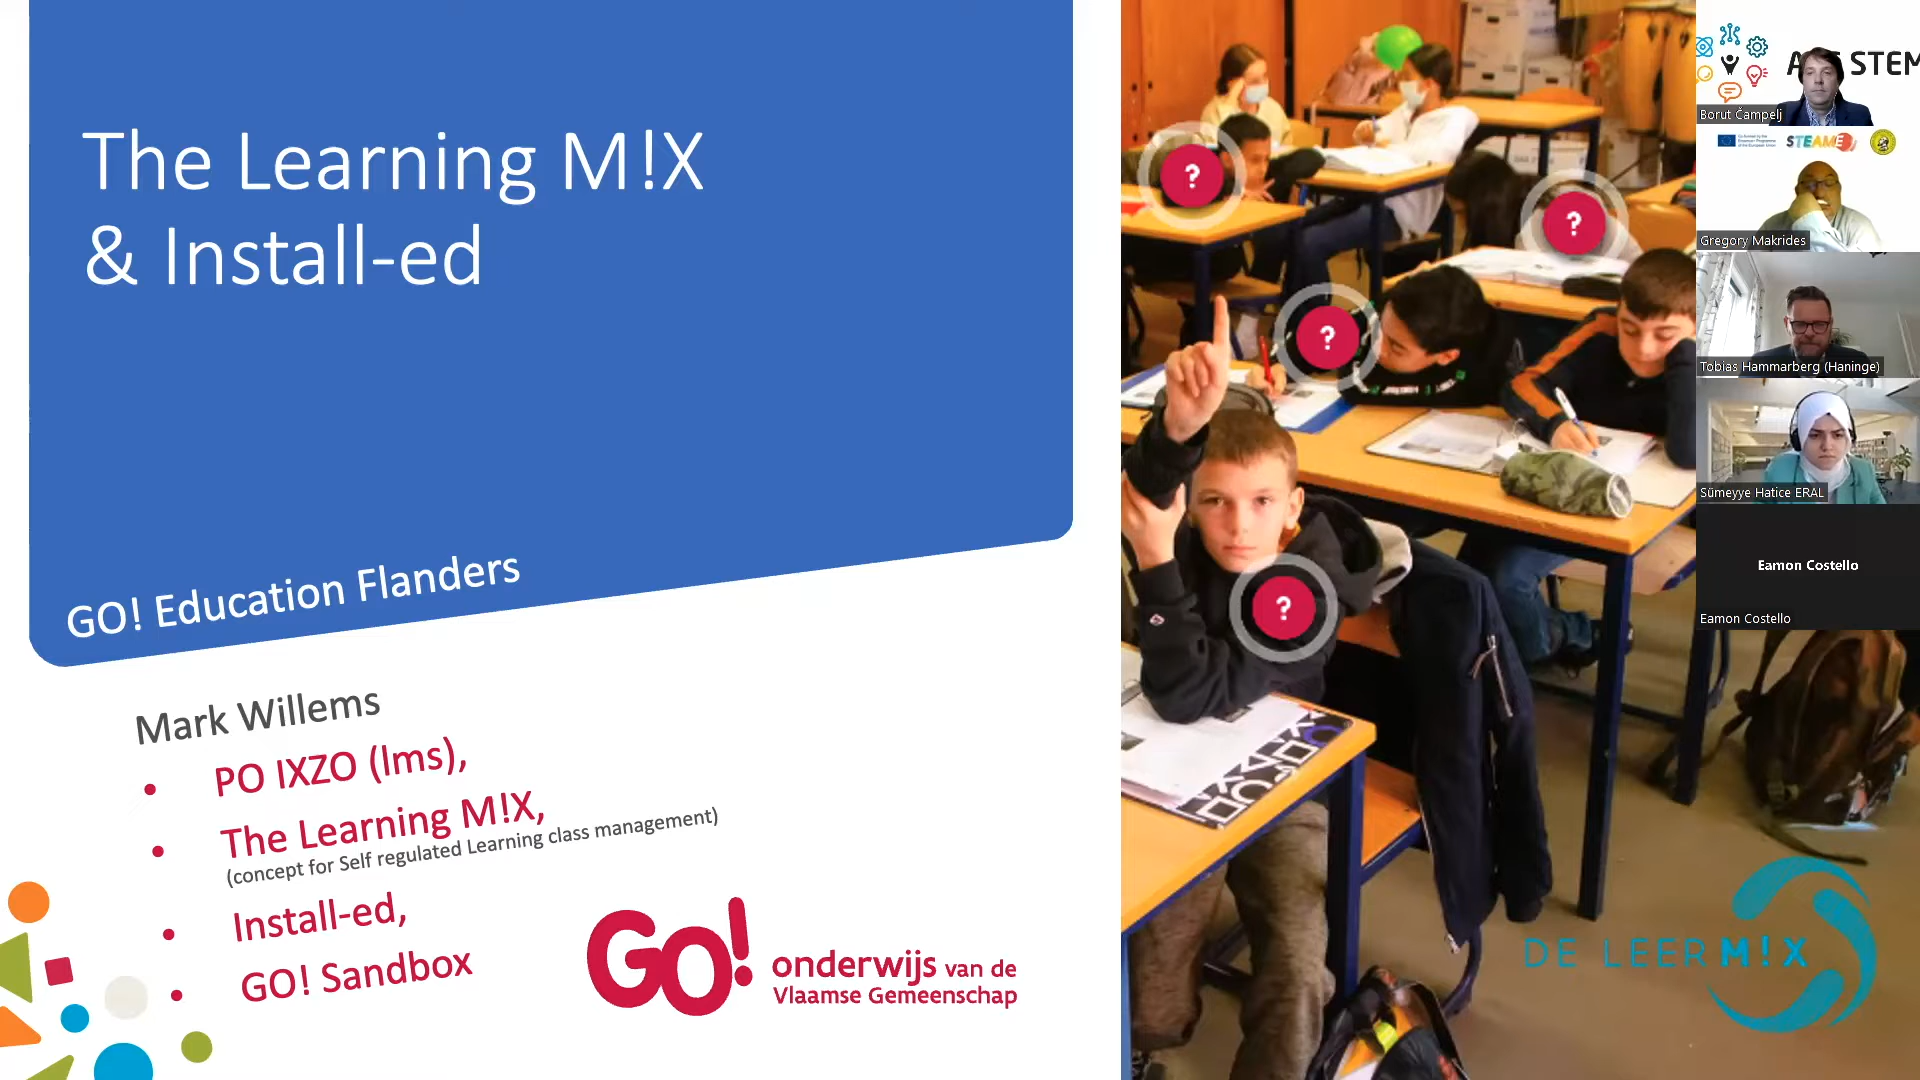 The Learning M!X
& Install-ed
GO! Education Flanders
Mark Willems
• PO IXZO (lms),
• The Learning M!X,
(concept for Self regulated Learning class management)
• Install-ed,
• GO! Sandbox
GO! onderwijs van de
Vlaamse Gemeenschap
?
?
?
?
DE LEERM!X
STEM
Borut Čampelj
STEAME
Gregory Makrides
Tobias Hammarberg (Haninge)
Sümeyye Hatice ERAL
Eamon Costello
Eamon Costello